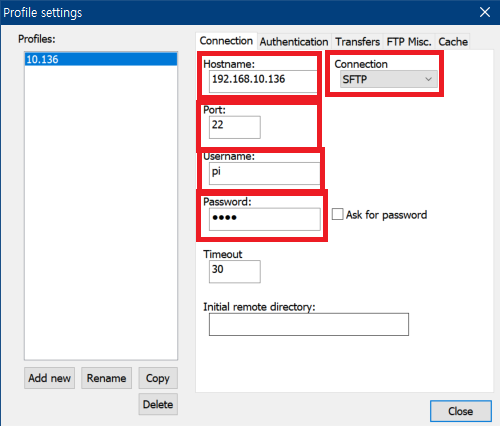 Profile settings
Profiles:
10.136
Add new
Rename
Copy
Delete
Connection
Authentication
Transfers
FTP Misc.
Cache
Hostname:
192.168.10.136
Connection
SFTP
Port:
22
Username:
pi
Password:
●●●●
Ask for password
Timeout
30
Initial remote directory:
Close